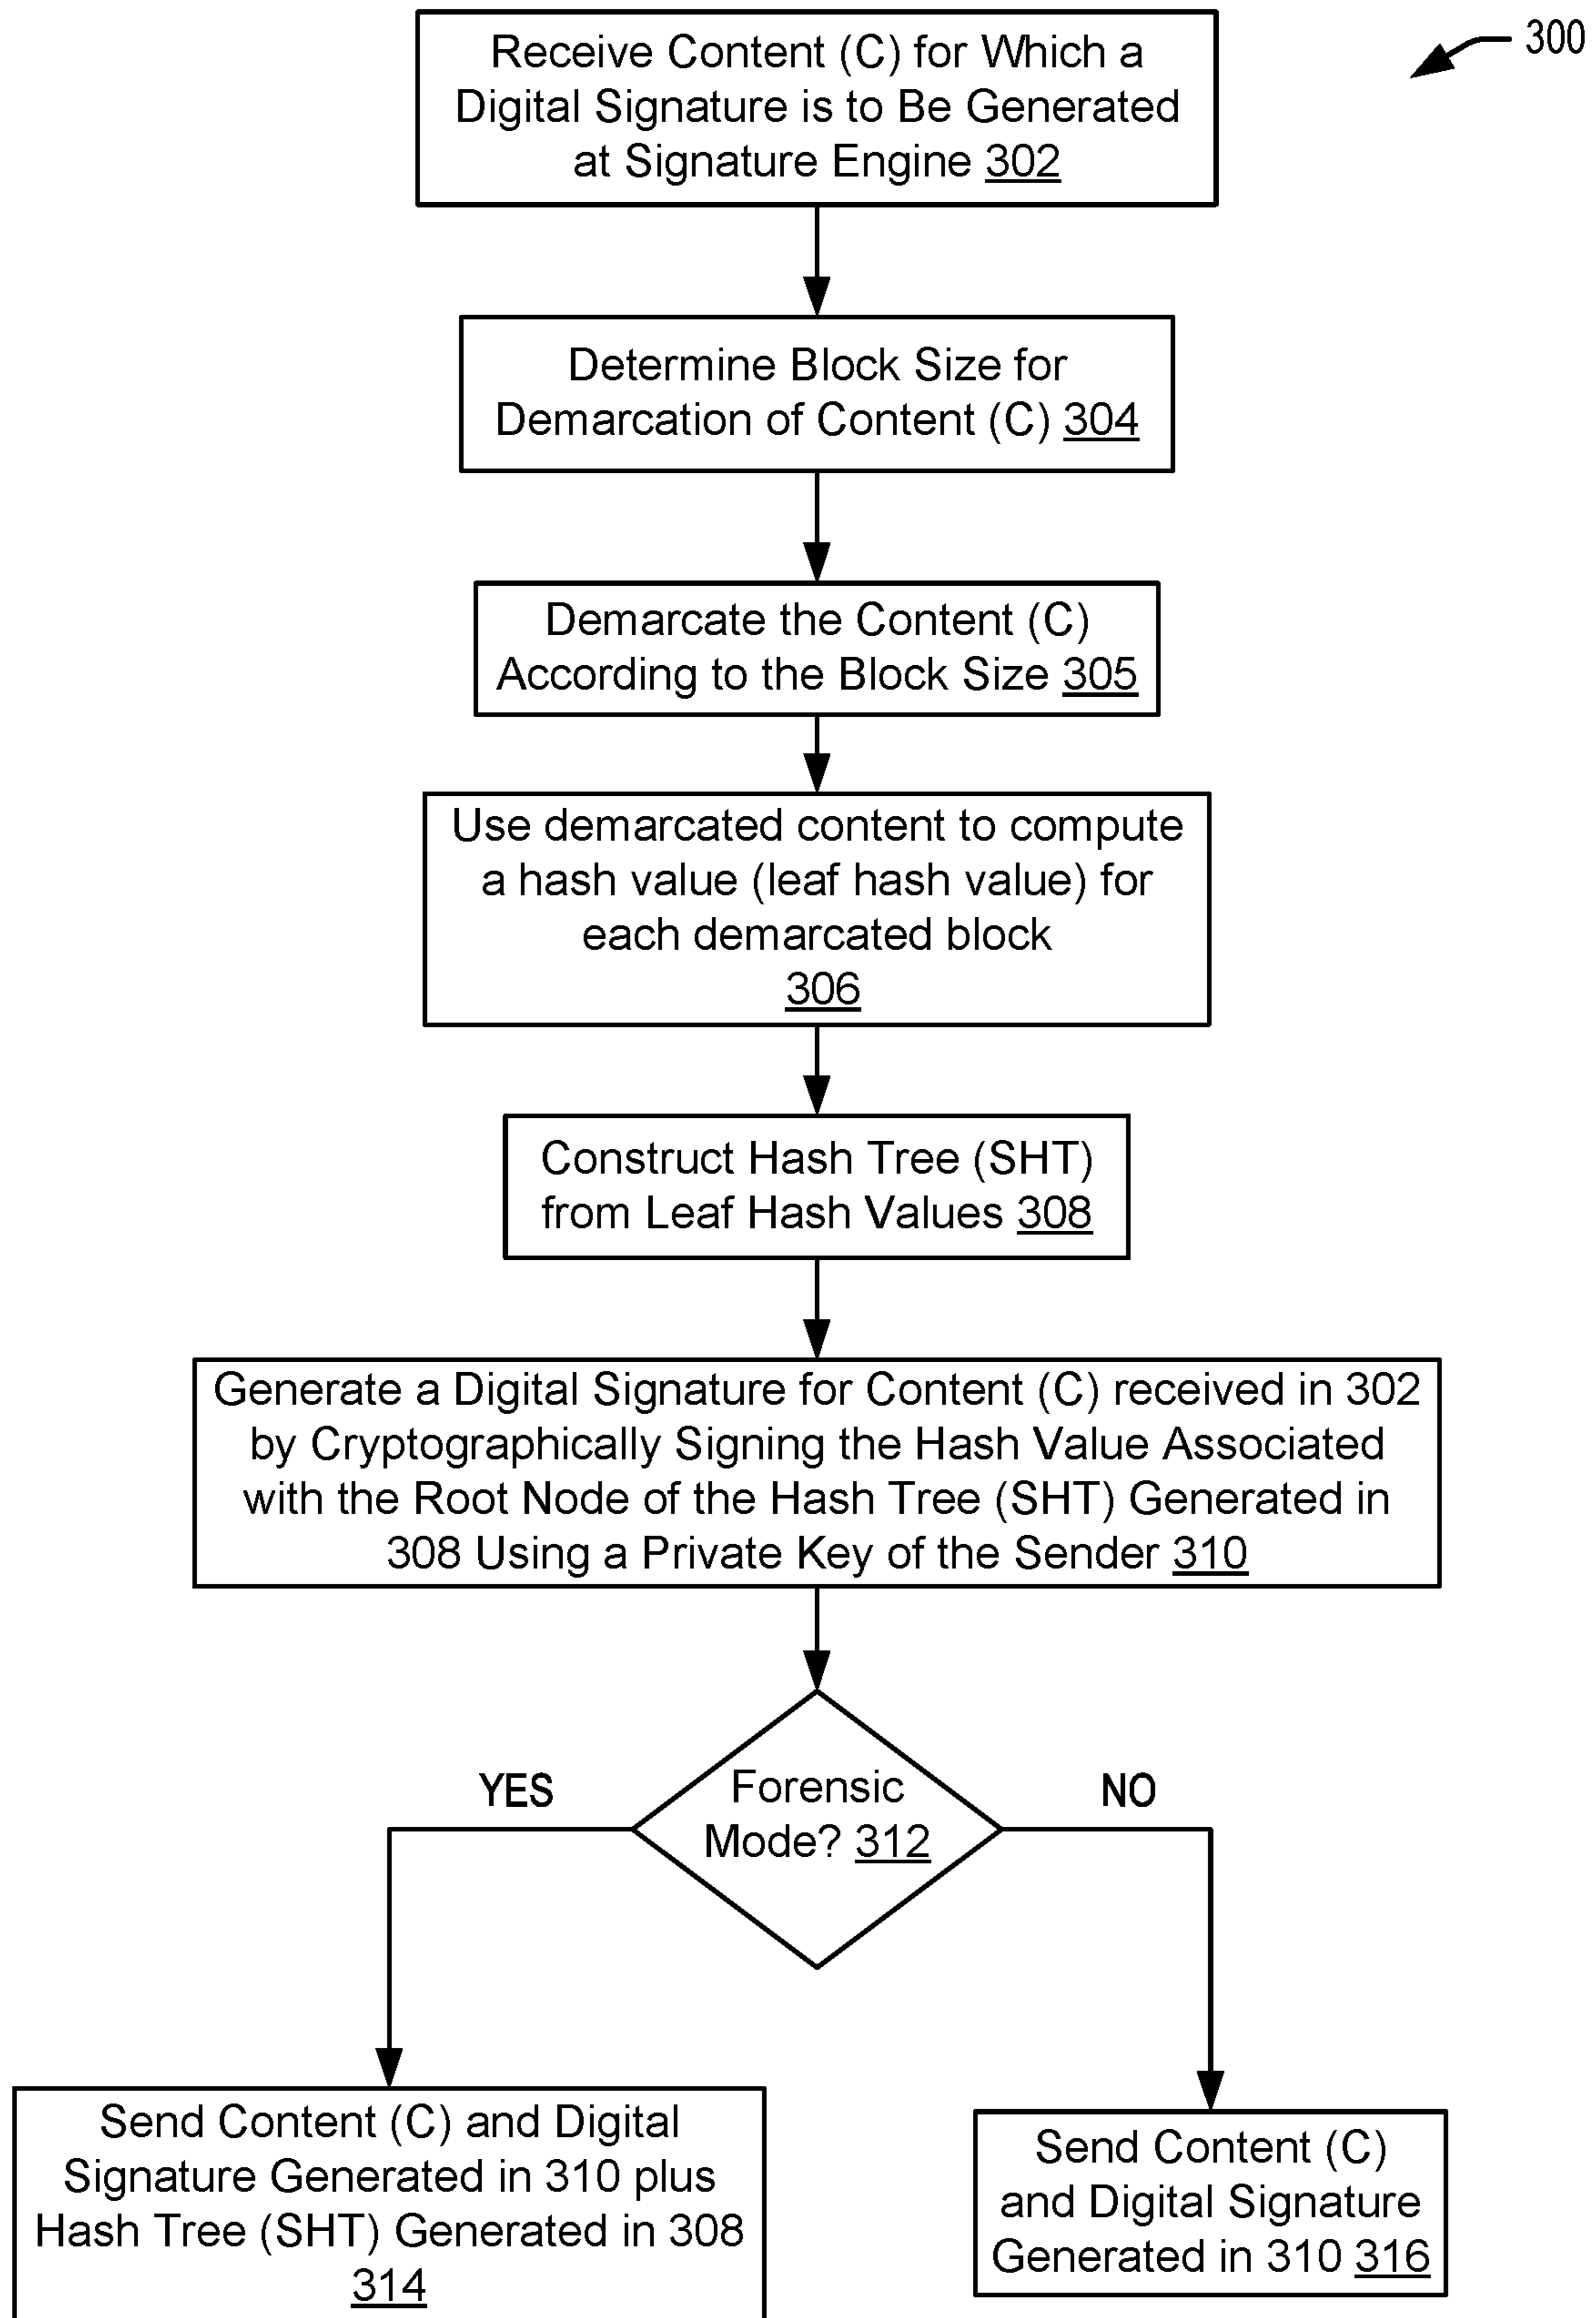 Receive Content (C) for Which a
Digital Signature is to Be Generated
at Signature Engine 302
300
Determine Block Size for
Demarcation of Content (C) 304
Demarcate the Content (C)
According to the Block Size 305
Use demarcated content to compute
a hash value (leaf hash value) for
each demarcated block
306
Construct Hash Tree (SHT)
from Leaf Hash Values 308
Generate a Digital Signature for Content (C) received in 302
by Cryptographically Signing the Hash Value Associated
with the Root Node of the Hash Tree (SHT) Generated in
308 Using a Private Key of the Sender 310
Forensic
Mode? 312
YES
NO
Send Content (C) and Digital
Signature Generated in 310 plus
Hash Tree (SHT) Generated in 308
314
Send Content (C)
and Digital Signature
Generated in 310 316